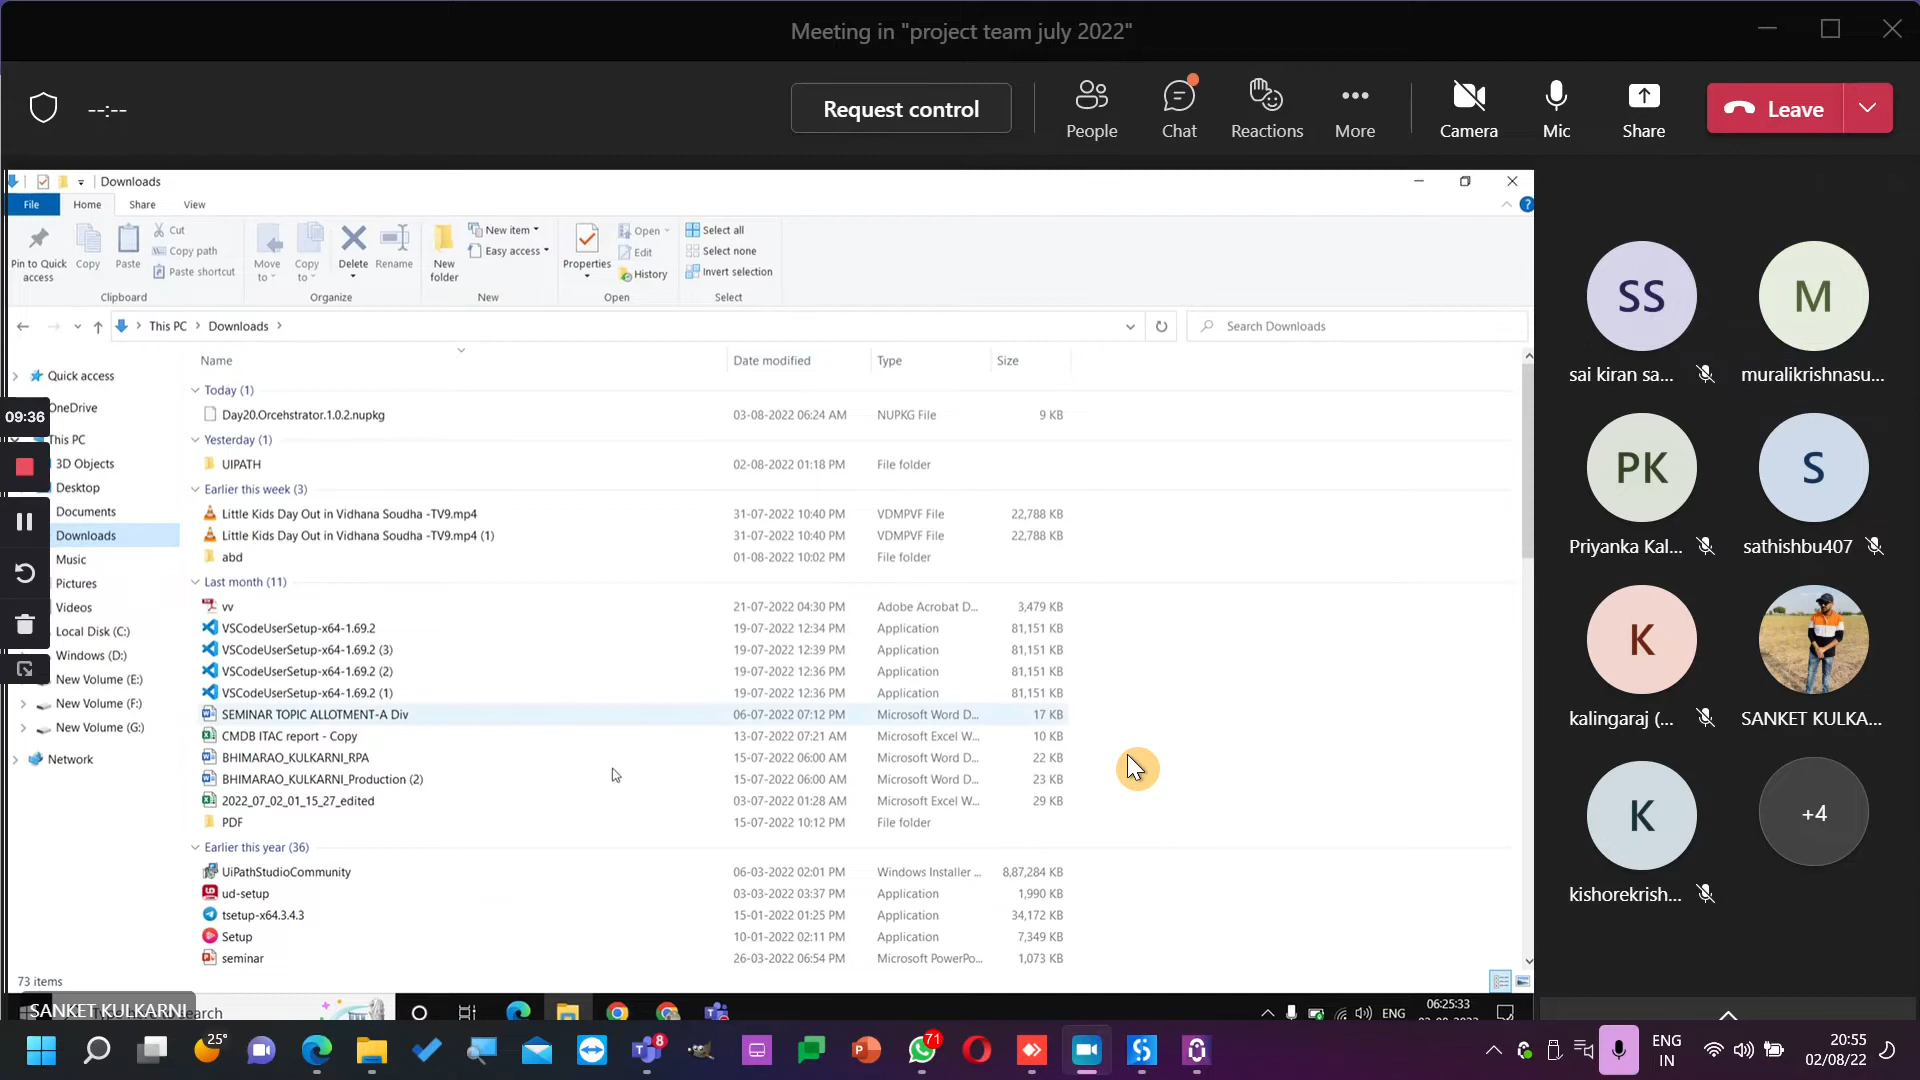 Meeting in "project team july 2022"
--:--
Request control
People
Chat
Reactions
More
Camera
Mic
Share
Leave
Downloads
File Home Share View
Pin to Quick access
Copy
Paste
Cut
Copy path
Paste shortcut
Clipboard
Move to
Copy to
Delete
Rename
Organize
New folder
New item
Easy access
New
Properties
Open
Edit
History
Open
Select all
Select none
Invert selection
Select
This PC > Downloads >
Search Downloads
Name Date modified Type Size
Quick access
OneDrive
This PC
3D Objects
Desktop
Documents
Downloads
Music
Pictures
Videos
Local Disk (C:)
Windows (D:)
New Volume (E:)
New Volume (F:)
New Volume (G:)
Network
09:36
Today (1)
Day20.Orcehstrator.1.0.2.nupkg 03-08-2022 06:24 AM NUPKG File 9 KB
Yesterday (1)
UIPATH 02-08-2022 01:18 PM File folder
Earlier this week (3)
Little Kids Day Out in Vidhana Soudha -TV9.mp4 31-07-2022 10:40 PM VDMPVF File 22,788 KB
Little Kids Day Out in Vidhana Soudha -TV9.mp4 (1) 31-07-2022 10:40 PM VDMPVF File 22,788 KB
abd 01-08-2022 10:02 PM File folder
Last month (11)
vv 21-07-2022 04:30 PM Adobe Acrobat D... 3,479 KB
VSCodeUserSetup-x64-1.69.2 19-07-2022 12:34 PM Application 81,151 KB
VSCodeUserSetup-x64-1.69.2 (3) 19-07-2022 12:39 PM Application 81,151 KB
VSCodeUserSetup-x64-1.69.2 (2) 19-07-2022 12:36 PM Application 81,151 KB
VSCodeUserSetup-x64-1.69.2 (1) 19-07-2022 12:36 PM Application 81,151 KB
SEMINAR TOPIC ALLOTMENT-A Div 06-07-2022 07:12 PM Microsoft Word D... 17 KB
CMDB ITAC report - Copy 13-07-2022 07:21 AM Microsoft Excel W... 10 KB
BHIMARAO_KULKARNI_RPA 15-07-2022 06:00 AM Microsoft Word D... 22 KB
BHIMARAO_KULKARNI_Production (2) 15-07-2022 06:00 AM Microsoft Word D... 23 KB
2022_07_02_01_15_27_edited 03-07-2022 01:28 AM Microsoft Excel W... 29 KB
PDF 15-07-2022 10:12 PM File folder
Earlier this year (36)
UiPathStudioCommunity 06-03-2022 02:01 PM Windows Installer ... 8,87,284 KB
ud-setup 03-03-2022 03:37 PM Application 1,990 KB
tsetup-x64.3.4.3 15-01-2022 01:25 PM Application 34,172 KB
Setup 10-01-2022 02:11 PM Application 7,349 KB
seminar 26-03-2022 06:54 PM Microsoft PowerPo... 1,073 KB
73 items
SANKET KULKARNI
ENG
06:25:33
SS
sai kiran sa...
M
muralikrishnasu...
PK
Priyanka Kal...
S
sathishbu407
K
kalingaraj (...
SANKET KULKA...
K
kishorekrish...
+4
25°
8
71
ENG
IN
20:55
02/08/22